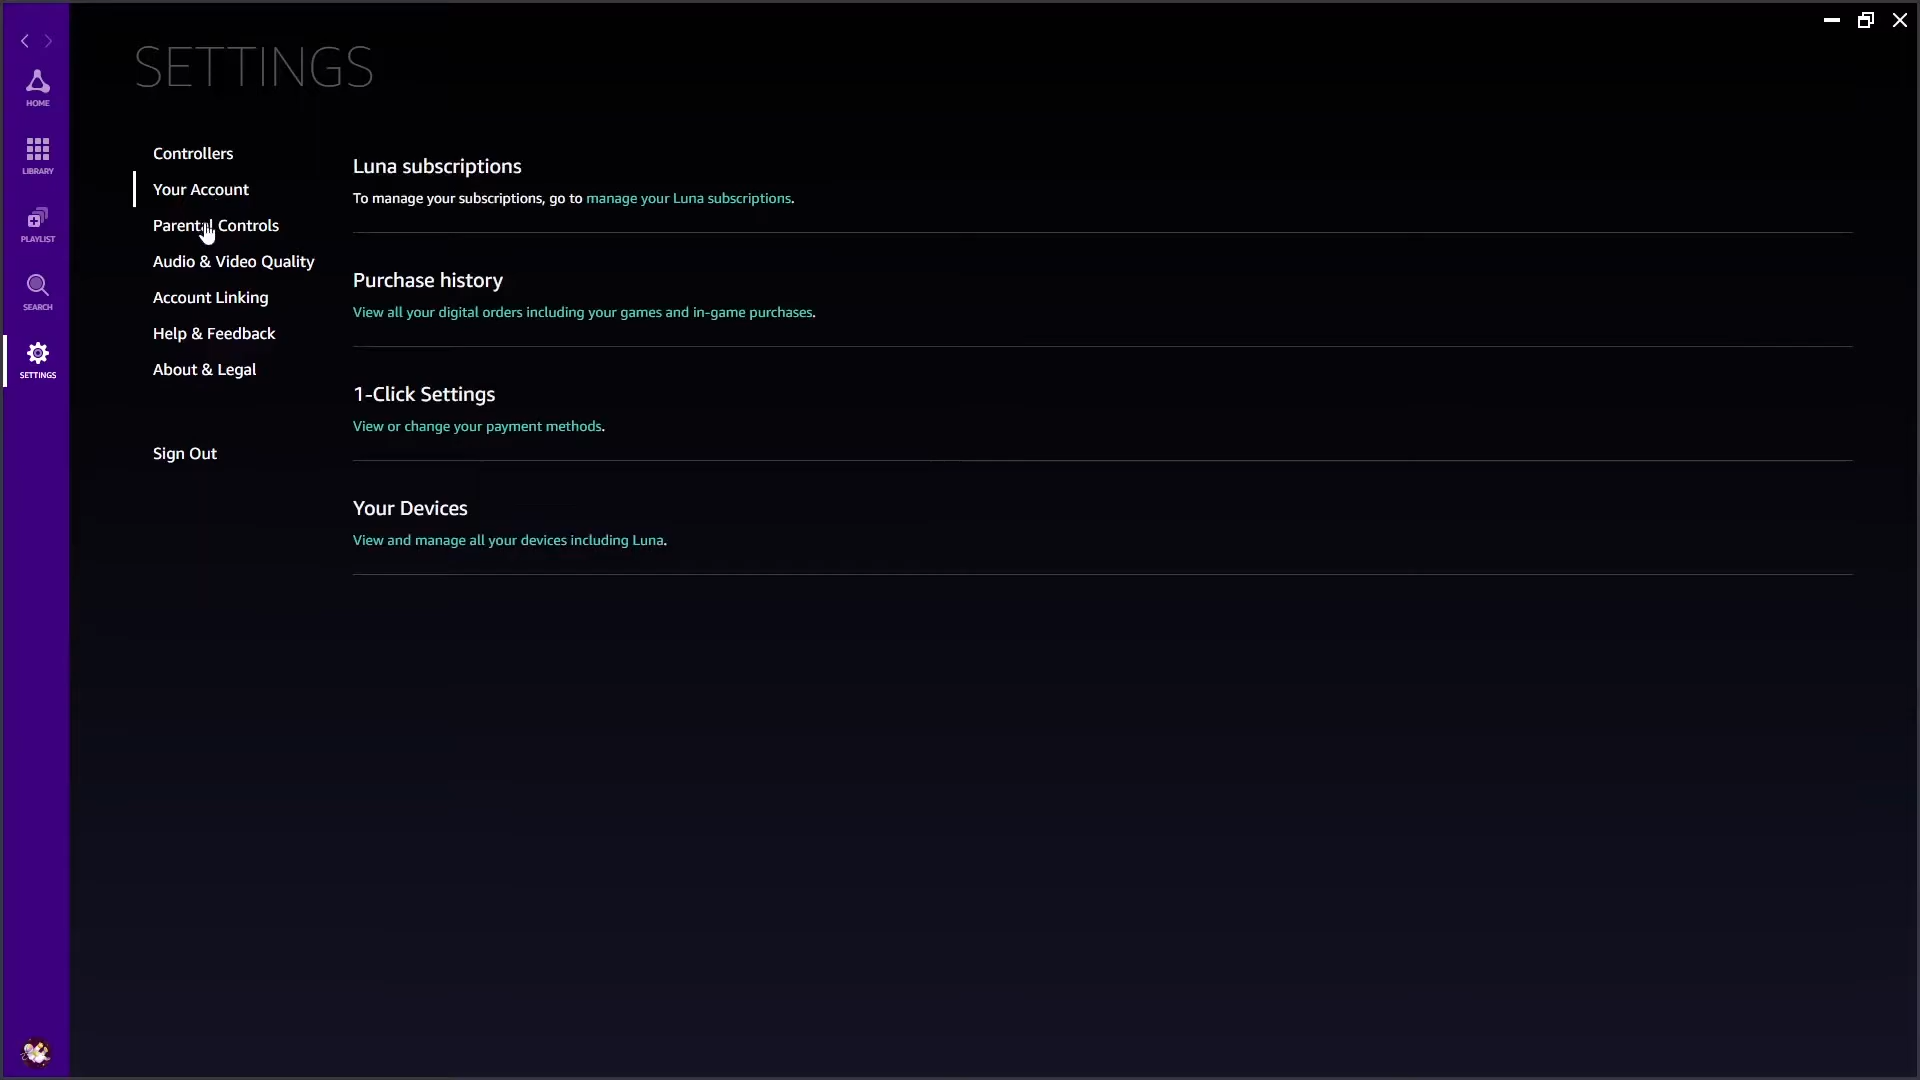 SETTINGS
HOME
LIBRARY
PLAYLIST
SEARCH
SETTINGS
Controllers
Your Account
Parental Controls
Audio & Video Quality
Account Linking
Help & Feedback
About & Legal
Sign Out
Luna subscriptions
To manage your subscriptions, go to manage your Luna subscriptions.
Purchase history
View all your digital orders including your games and in-game purchases.
1-Click Settings
View or change your payment methods.
Your Devices
View and manage all your devices including Luna.